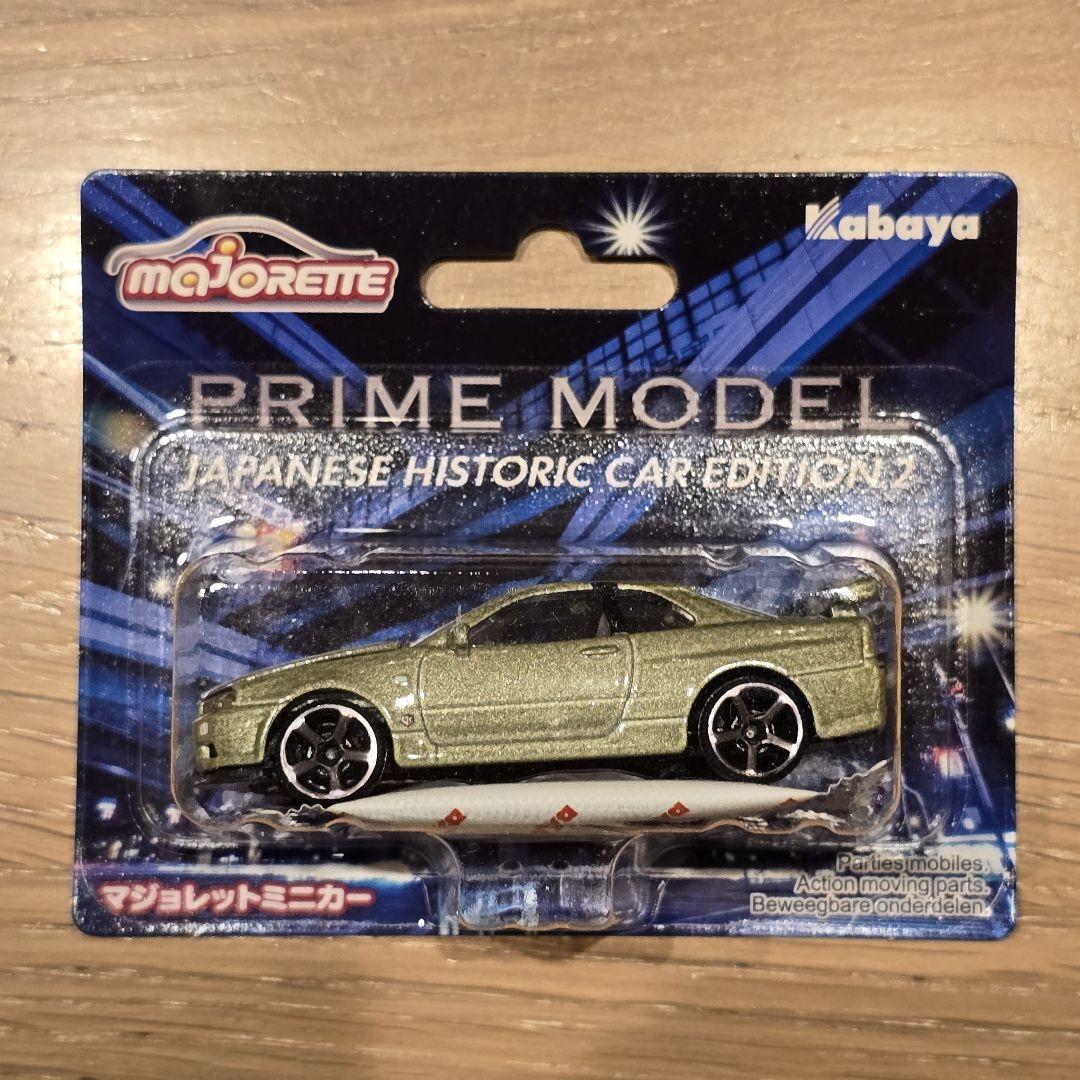 majORETTE
Kabaya
PRIME MODEL
JAPANESE HISTORIC CAR EDITION 2
マジョレットミニカー
Parties mobiles.
Action moving parts.
Beweegbare onderdelen.